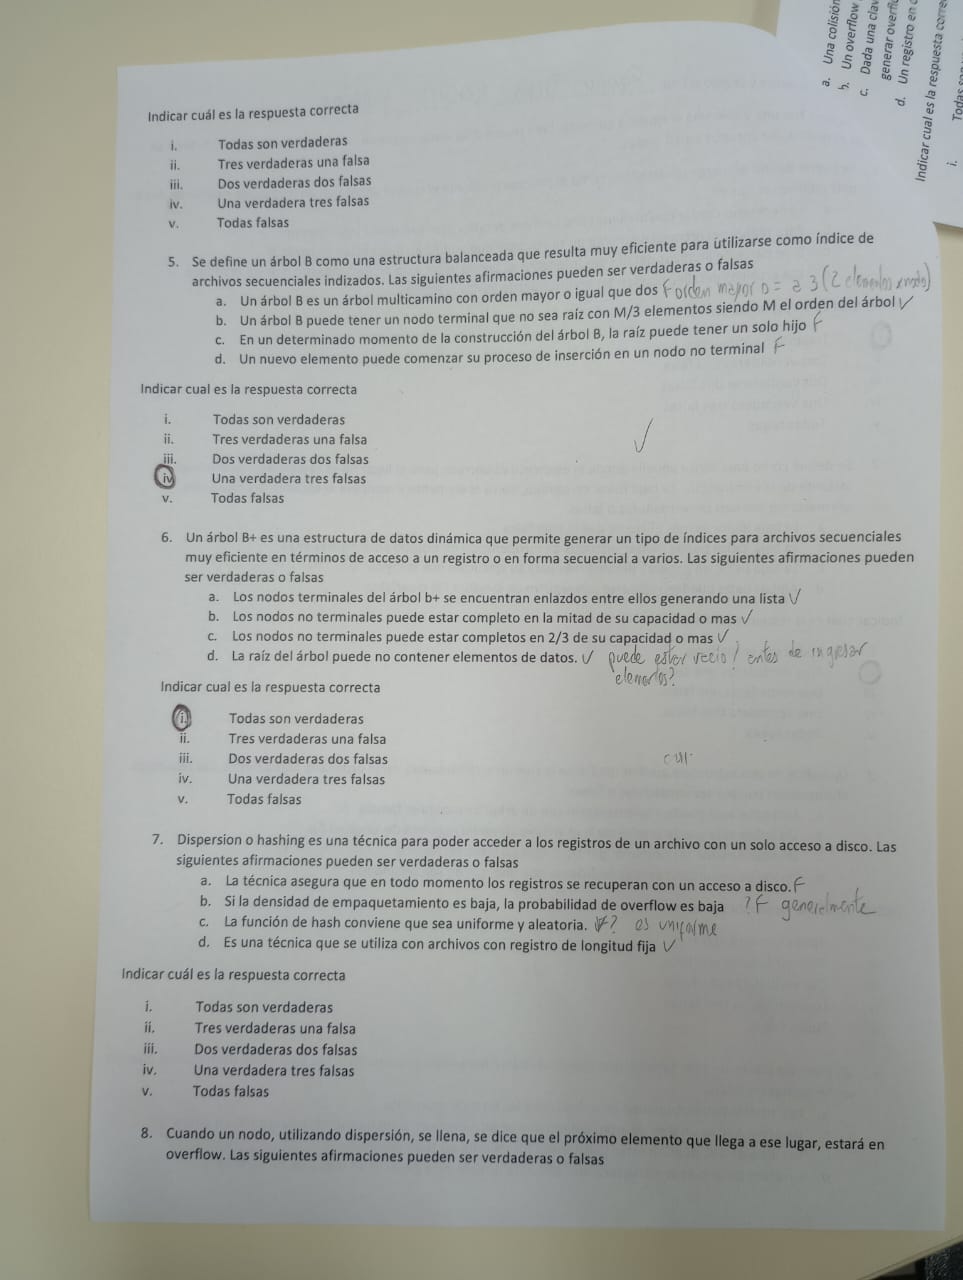 a. Una colisión
b. Un overflow
c. Dada una clav
generar overflo
d. Un registro en
Indicar cual es la respuesta corre
i. Todas son
Indicar cuál es la respuesta correcta
i. Todas son verdaderas
ii. Tres verdaderas una falsa
iii. Dos verdaderas dos falsas
iv. Una verdadera tres falsas
v. Todas falsas
5. Se define un árbol B como una estructura balanceada que resulta muy eficiente para utilizarse como índice de
archivos secuenciales indizados. Las siguientes afirmaciones pueden ser verdaderas o falsas
a. Un árbol B es un árbol multicamino con orden mayor o igual que dos F orden mayor o = a 3 (2 elementos x nodo)
b. Un árbol B puede tener un nodo terminal que no sea raíz con M/3 elementos siendo M el orden del árbol ✓
c. En un determinado momento de la construcción del árbol B, la raíz puede tener un solo hijo F
d. Un nuevo elemento puede comenzar su proceso de inserción en un nodo no terminal F
Indicar cual es la respuesta correcta
i. Todas son verdaderas
ii. Tres verdaderas una falsa
iii. Dos verdaderas dos falsas
iv. Una verdadera tres falsas
v. Todas falsas
6. Un árbol B+ es una estructura de datos dinámica que permite generar un tipo de índices para archivos secuenciales
muy eficiente en términos de acceso a un registro o en forma secuencial a varios. Las siguientes afirmaciones pueden
ser verdaderas o falsas
a. Los nodos terminales del árbol b+ se encuentran enlazdos entre ellos generando una lista ✓
b. Los nodos no terminales puede estar completo en la mitad de su capacidad o mas ✓
c. Los nodos no terminales puede estar completos en 2/3 de su capacidad o mas ✓
d. La raíz del árbol puede no contener elementos de datos. ✓ puede estar vacio / antes de ingresar
elementos?
Indicar cual es la respuesta correcta
i. Todas son verdaderas
ii. Tres verdaderas una falsa
iii. Dos verdaderas dos falsas
iv. Una verdadera tres falsas
v. Todas falsas
7. Dispersion o hashing es una técnica para poder acceder a los registros de un archivo con un solo acceso a disco. Las
siguientes afirmaciones pueden ser verdaderas o falsas
a. La técnica asegura que en todo momento los registros se recuperan con un acceso a disco. F
b. Si la densidad de empaquetamiento es baja, la probabilidad de overflow es baja ? F generalmente
c. La función de hash conviene que sea uniforme y aleatoria. ? es uniforme
d. Es una técnica que se utiliza con archivos con registro de longitud fija ✓
Indicar cuál es la respuesta correcta
i. Todas son verdaderas
ii. Tres verdaderas una falsa
iii. Dos verdaderas dos falsas
iv. Una verdadera tres falsas
v. Todas falsas
8. Cuando un nodo, utilizando dispersión, se llena, se dice que el próximo elemento que llega a ese lugar, estará en
overflow. Las siguientes afirmaciones pueden ser verdaderas o falsas